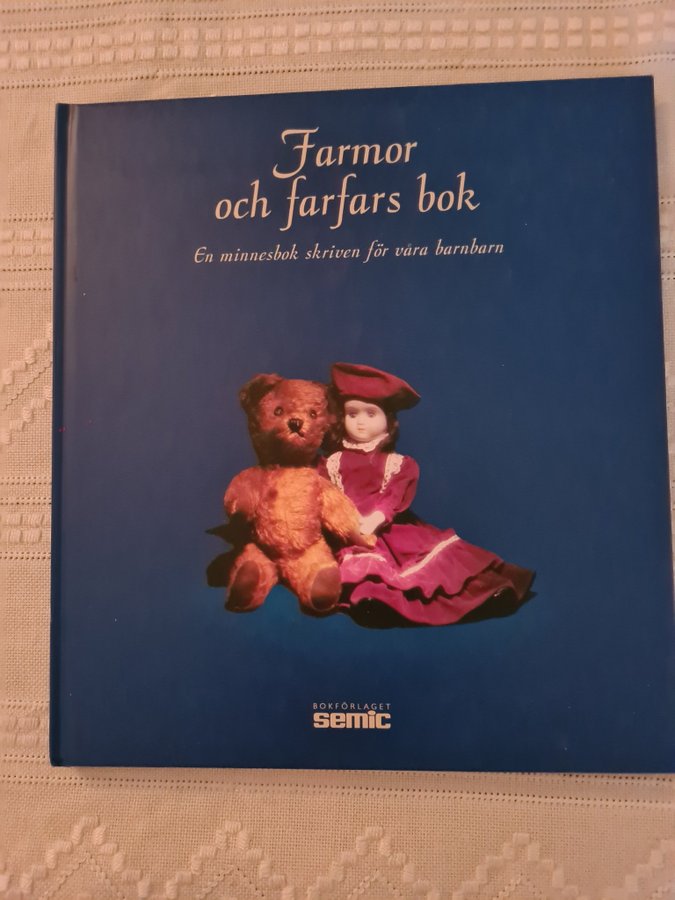 Farmor
och farfars bok
En minnesbok skriven för våra barnbarn
BOKFÖRLAGET
semic